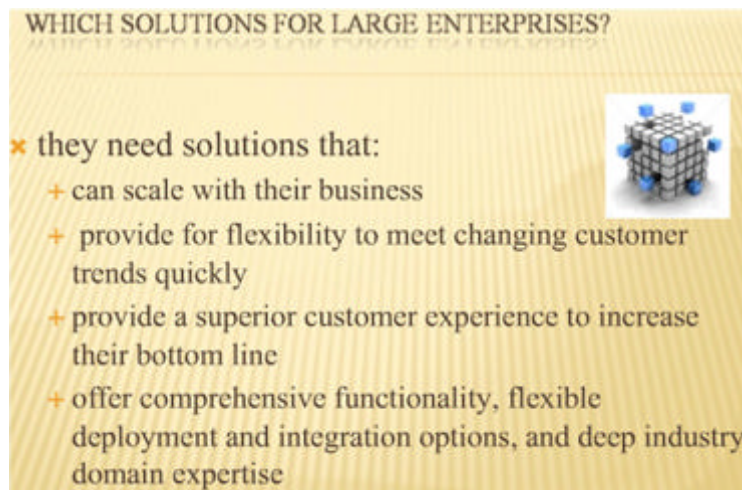 WHICH SOLUTIONS FOR LARGE ENTERPRISES?
they need solutions that:
can scale with their business
provide for flexibility to meet changing customer
trends quickly
provide a superior customer experience to increase
their bottom line
offer comprehensive functionality, flexible
deployment and integration options, and deep industry
domain expertise